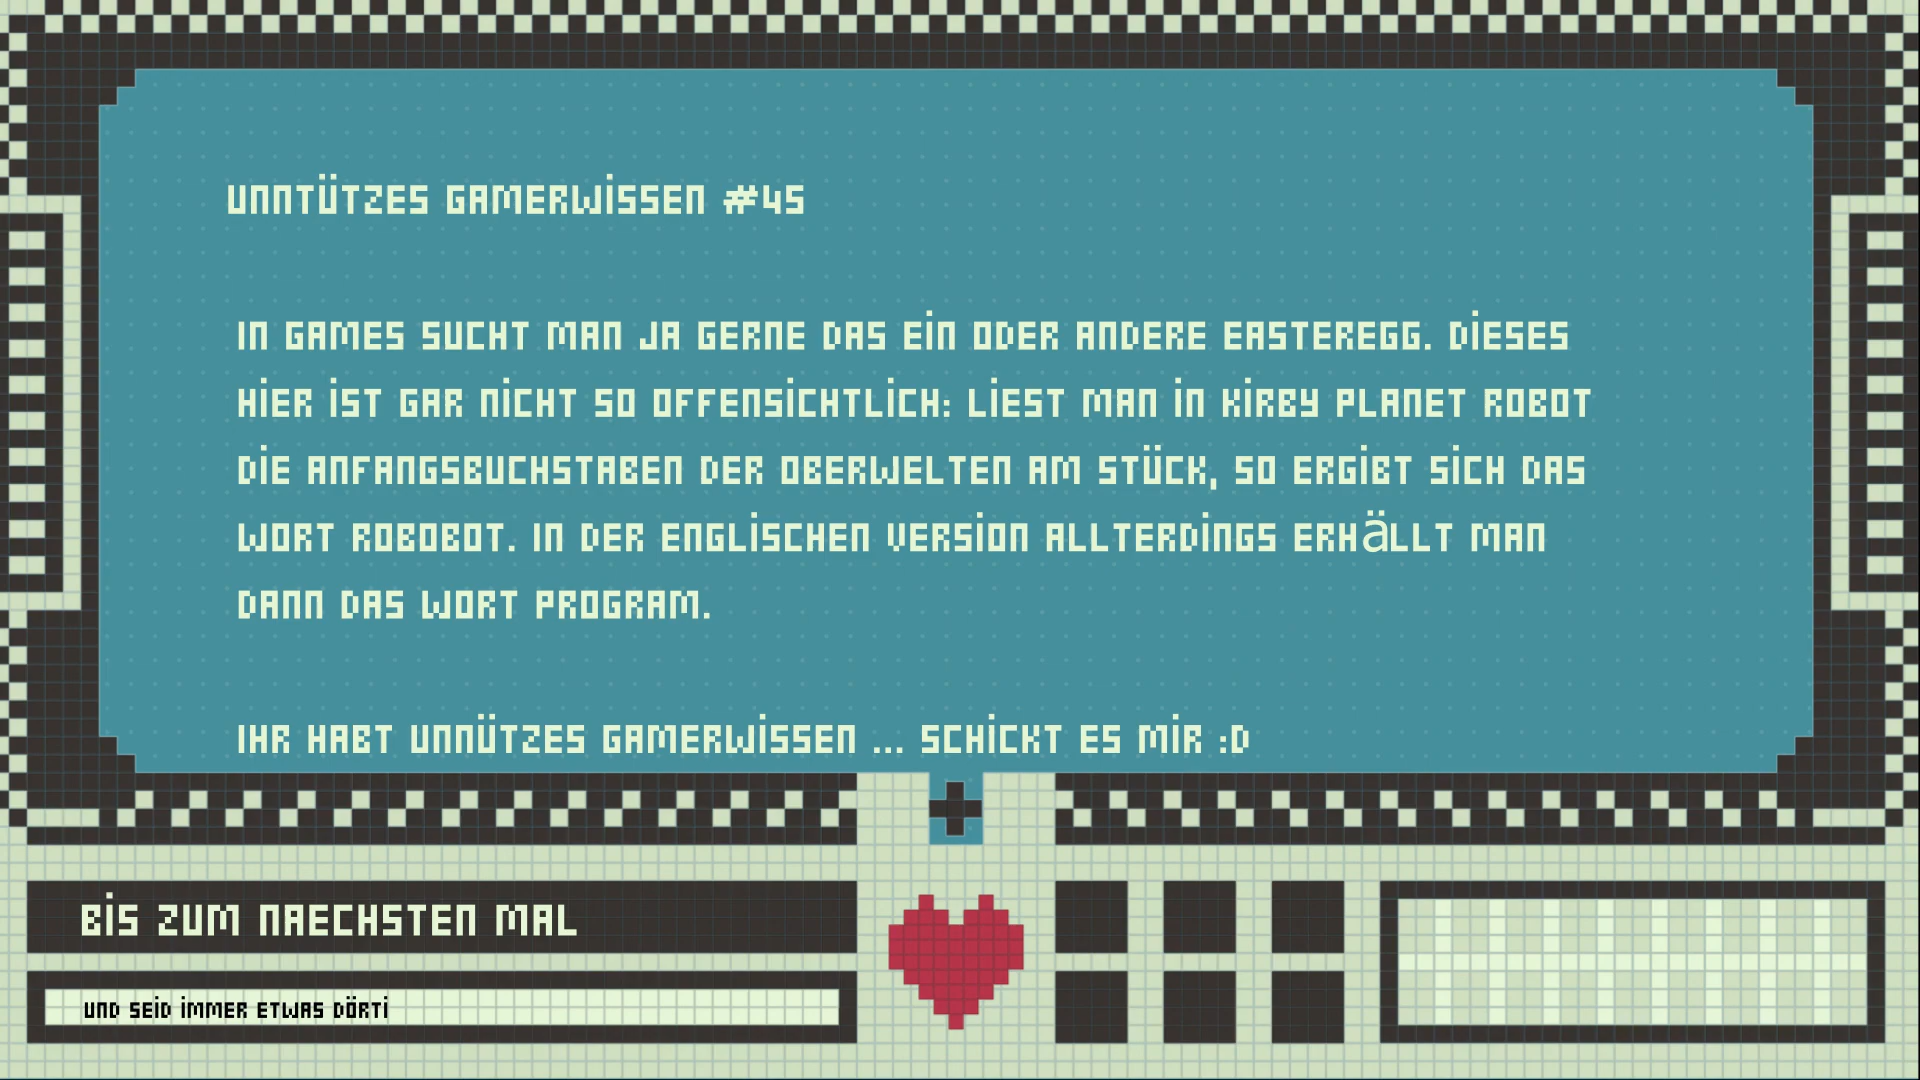 UNNTÜTZES GAMERWISSEN #45
IN GAMES SUCHT MAN JA GERNE DAS EIN ODER ANDERE EASTEREGG. DIESES
HIER IST GAR NICHT SO OFFENSICHTLICH: LIEST MAN IN KIRBY PLANET ROBOT
DIE ANFANGSBUCHSTABEN DER OBERWELTEN AM STÜCK, SO ERGIBT SICH DAS
WORT ROBOBOT. IN DER ENGLISCHEN VERSION ALLTERDINGS ERHäLLT MAN
DANN DAS WORT PROGRAM.
IHR HABT UNNÜTZES GAMERWISSEN ... SCHICKT ES MIR :D
BIS ZUM NAECHSTEN MAL
UND SEID IMMER ETWAS DÖRTI